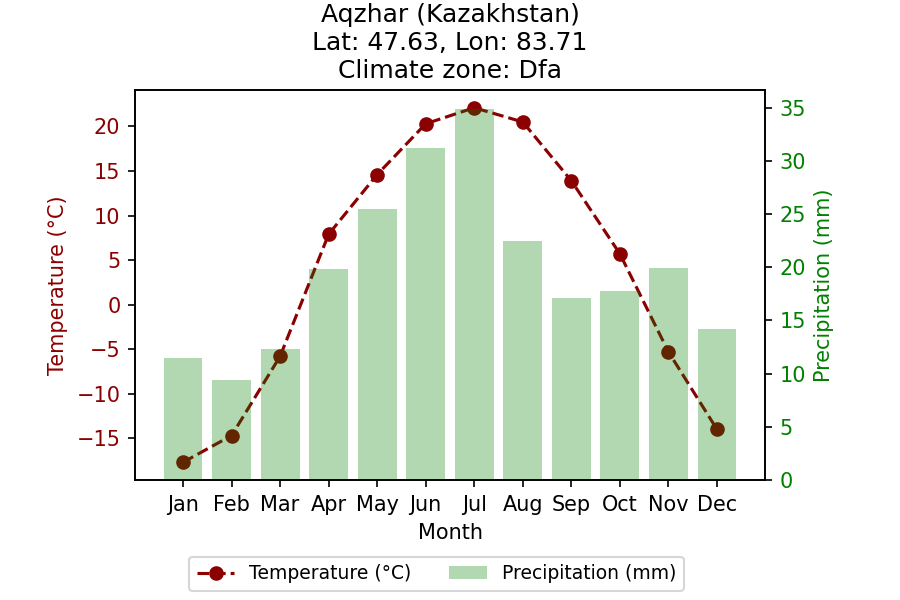 Aqzhar (Kazakhstan)
Lat: 47.63, Lon: 83.71
Climate zone: Dfa
Temperature (°C)
20
15
10
5
0
−5
−10
−15
35
30
25
20
15
10
5
0
Precipitation (mm)
Jan Feb Mar Apr May Jun Jul Aug Sep Oct Nov Dec
Month
Temperature (°C) Precipitation (mm)